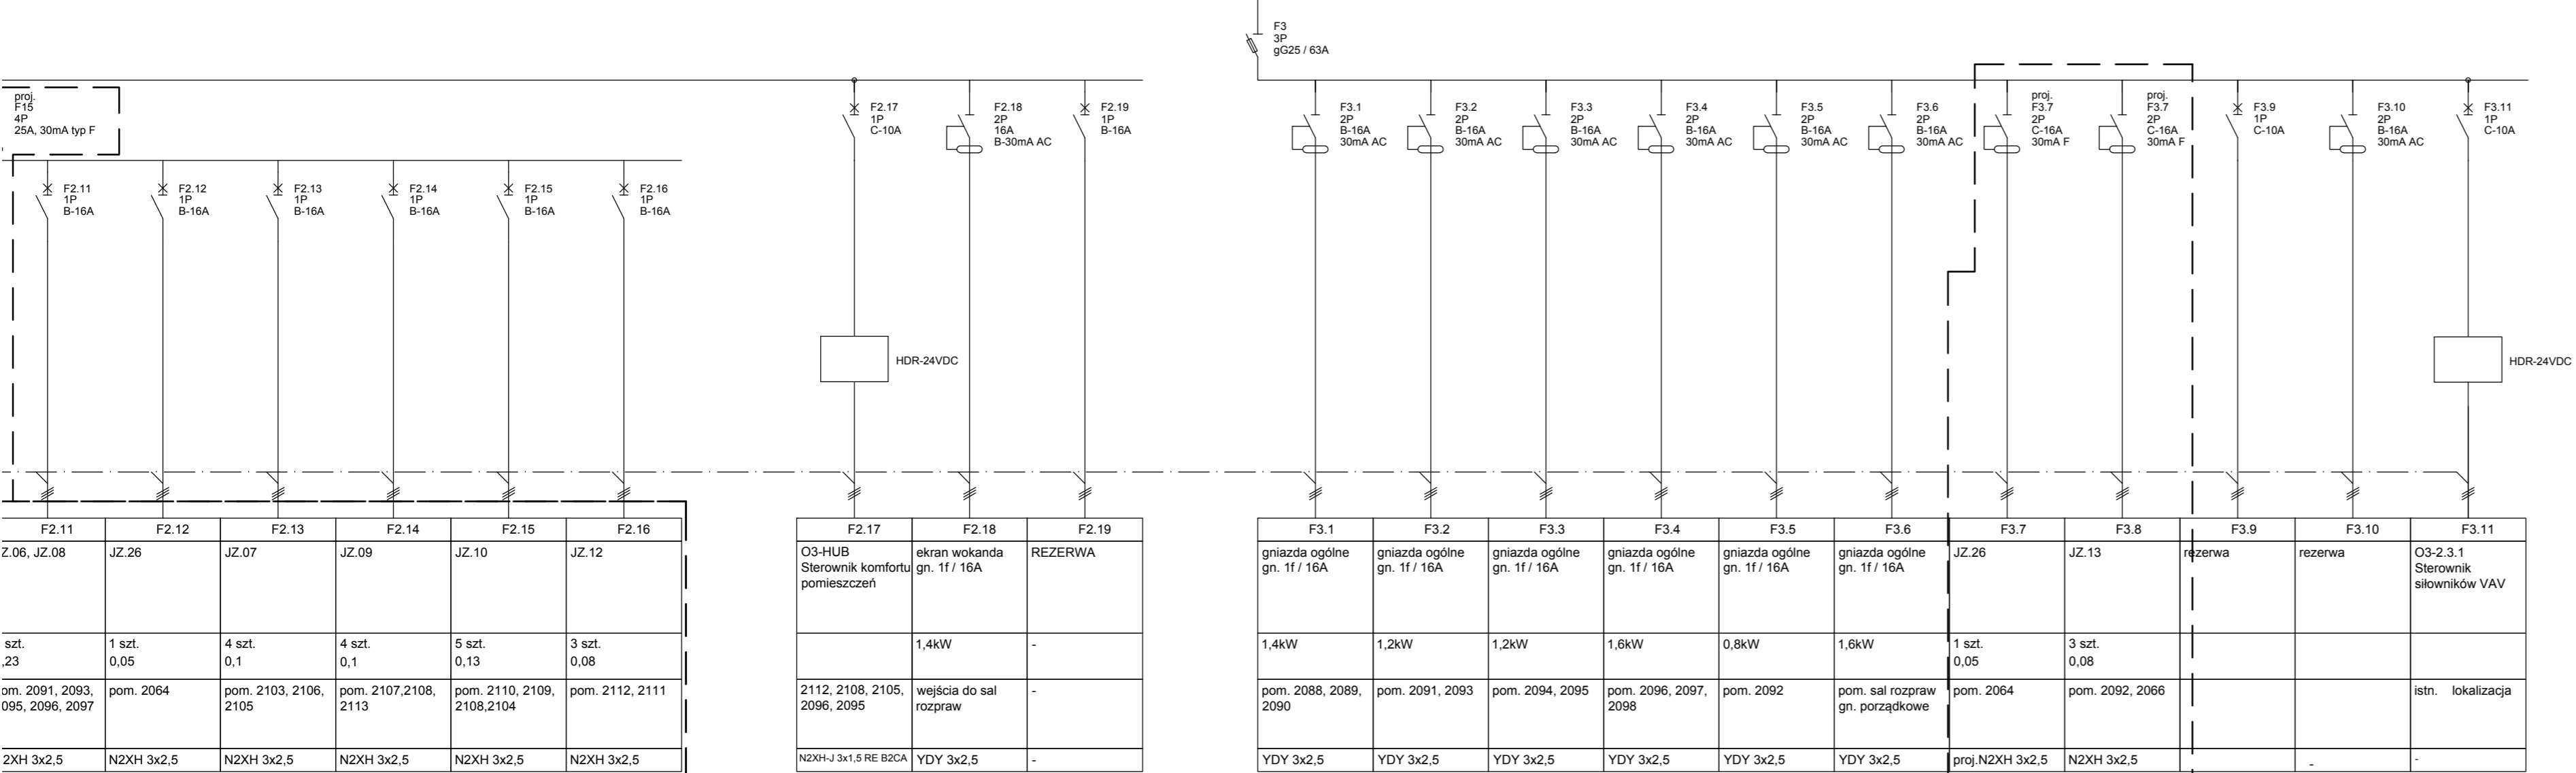 F3
3P
gG25 / 63A
proj.
F15
4P
25A, 30mA typ F
F2.17
1P
C-10A
F2.18
2P
16A
B-30mA AC
F2.19
1P
B-16A
F3.1
2P
B-16A
30mA AC
F3.2
2P
B-16A
30mA AC
F3.3
2P
B-16A
30mA AC
F3.4
2P
B-16A
30mA AC
F3.5
2P
B-16A
30mA AC
F3.6
2P
B-16A
30mA AC
proj.
F3.7
2P
C-16A
30mA F
proj.
F3.7
2P
C-16A
30mA F
F3.9
1P
C-10A
F3.10
2P
B-16A
30mA AC
F3.11
1P
C-10A
F2.11
1P
B-16A
F2.12
1P
B-16A
F2.13
1P
B-16A
F2.14
1P
B-16A
F2.15
1P
B-16A
F2.16
1P
B-16A
HDR-24VDC
HDR-24VDC
F2.11 F2.12 F2.13 F2.14 F2.15 F2.16
Z.06, JZ.08 JZ.26 JZ.07 JZ.09 JZ.10 JZ.12
szt. 1 szt. 4 szt. 4 szt. 5 szt. 3 szt.
,23 0,05 0,1 0,1 0,13 0,08
om. 2091, 2093, pom. 2064 pom. 2103, 2106, pom. 2107,2108, pom. 2110, 2109, pom. 2112, 2111
095, 2096, 2097 2105 2113 2108,2104
2XH 3x2,5 N2XH 3x2,5 N2XH 3x2,5 N2XH 3x2,5 N2XH 3x2,5 N2XH 3x2,5
F2.17 F2.18 F2.19
O3-HUB ekran wokanda REZERWA
Sterownik komfortu gn. 1f / 16A
pomieszczeń
1,4kW -
2112, 2108, 2105, wejścia do sal -
2096, 2095 rozpraw
N2XH-J 3x1,5 RE B2CA YDY 3x2,5 -
F3.1 F3.2 F3.3 F3.4 F3.5 F3.6 F3.7 F3.8 F3.9 F3.10 F3.11
gniazda ogólne gniazda ogólne gniazda ogólne gniazda ogólne gniazda ogólne gniazda ogólne JZ.26 JZ.13 rezerwa rezerwa O3-2.3.1
gn. 1f / 16A gn. 1f / 16A gn. 1f / 16A gn. 1f / 16A gn. 1f / 16A gn. 1f / 16A Sterownik
siłowników VAV
1,4kW 1,2kW 1,2kW 1,6kW 0,8kW 1,6kW 1 szt. 3 szt.
0,05 0,08
pom. 2088, 2089, pom. 2091, 2093 pom. 2094, 2095 pom. 2096, 2097, pom. 2092 pom. sal rozpraw pom. 2064 pom. 2092, 2066 istn. lokalizacja
2090 2098 gn. porządkowe
YDY 3x2,5 YDY 3x2,5 YDY 3x2,5 YDY 3x2,5 YDY 3x2,5 YDY 3x2,5 proj.N2XH 3x2,5 N2XH 3x2,5 - -